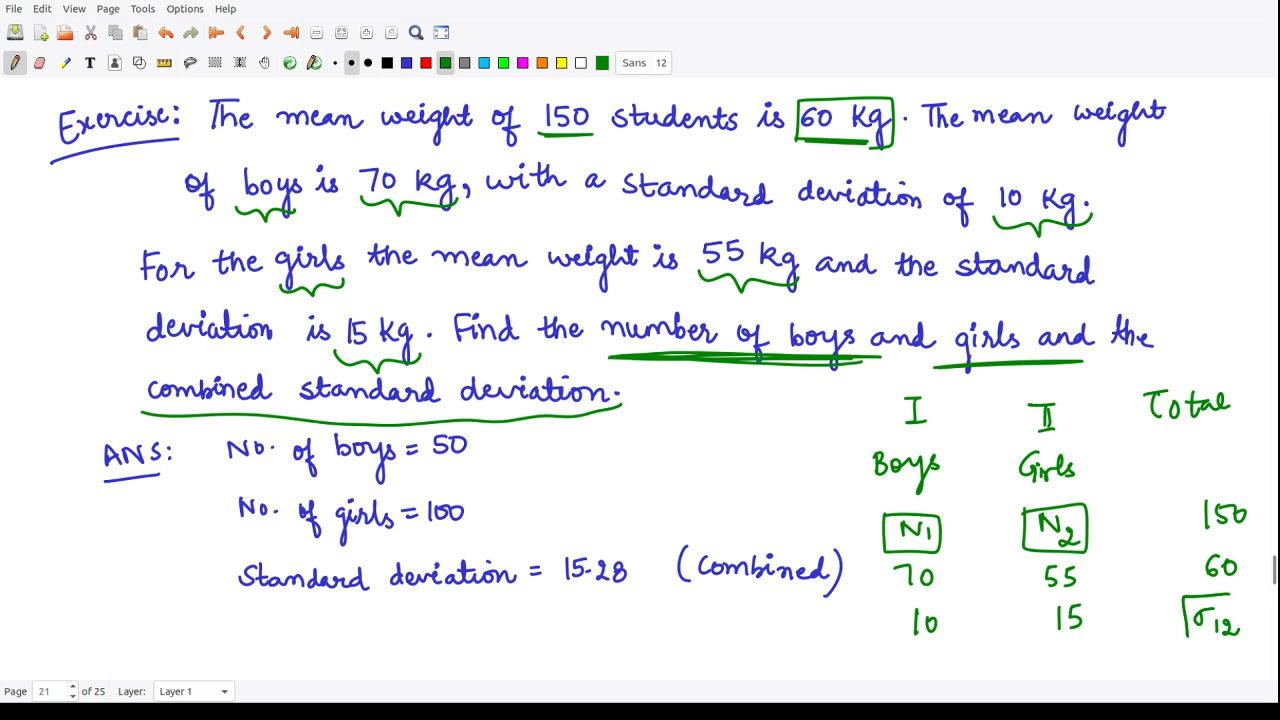 File Edit View Page Tools Options Help
T Sans 12
Exercise: The mean weight of 150 students is 60 kg. The mean weight
of boys is 70 kg, with a standard deviation of 10 kg.
For the girls the mean weight is 55 kg and the standard
deviation is 15 kg. Find the number of boys and girls and the
combined standard deviation.
ANS: No. of boys = 50
No. of girls = 100
Standard deviation = 15.28 (Combined)
I II Total
Boys Girls
N1 N2 150
70 55 60
10 15 σ12
Page 21 of 25 Layer: Layer 1